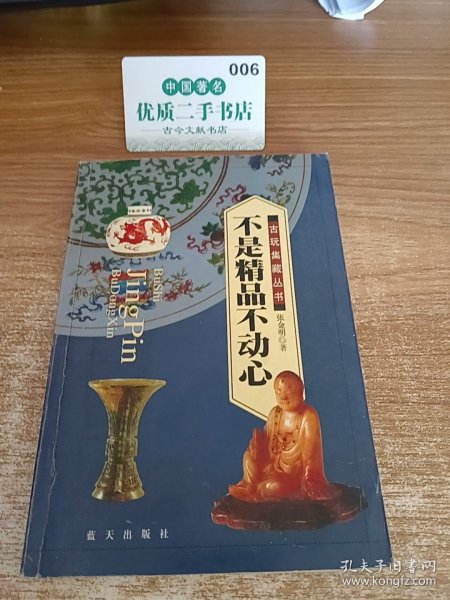 006
中国著名
优质二手书店
古今文献书店
古玩集藏丛书
不是精品不动心
张金明◎著
BuShi
JingPin
BuDongXin
蓝天出版社
孔夫子旧书网
www.kongfz.com